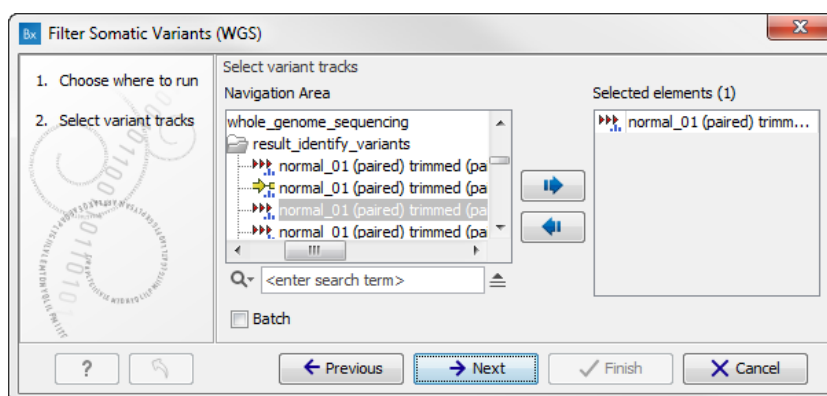 Bx Filter Somatic Variants (WGS)
1. Choose where to run
2. Select variant tracks
Select variant tracks
Navigation Area
whole_genome_sequencing
result_identify_variants
normal_01 (paired) trimmed (pa
normal_01 (paired) trimmed (pa
normal_01 (paired) trimmed (pa
normal_01 (paired) trimmed (pa
<enter search term>
Batch
Selected elements (1)
normal_01 (paired) trimm...
?
Previous
Next
Finish
Cancel